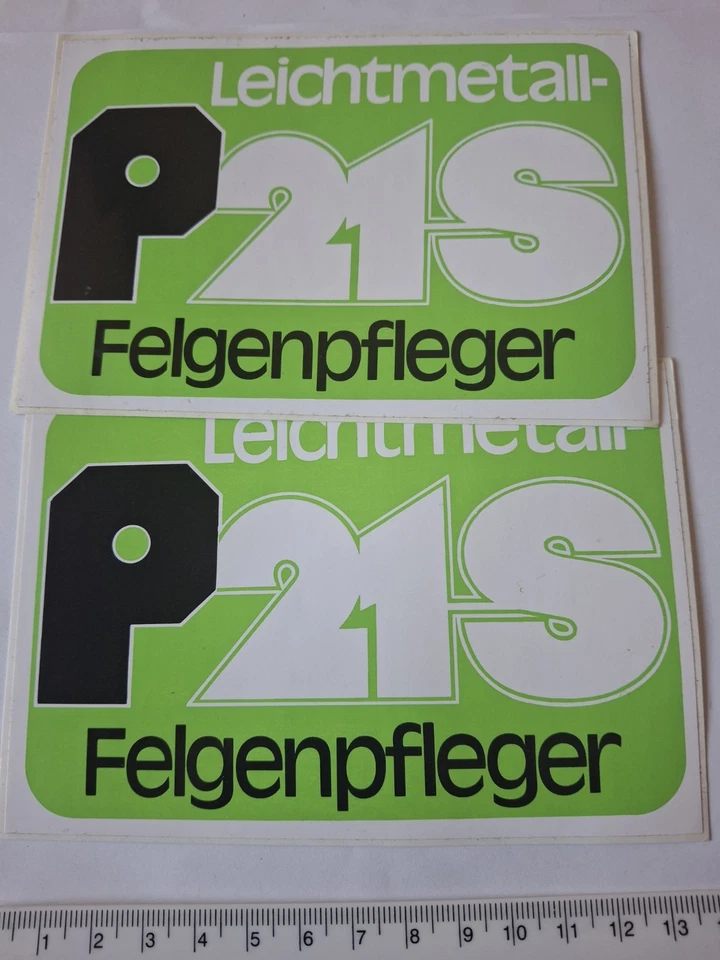 Leichtmetall-
P21S
Felgenpfleger
Leichtmetall-
P21S
Felgenpfleger
1 2 3 4 5 6 7 8 9 10 11 12 13